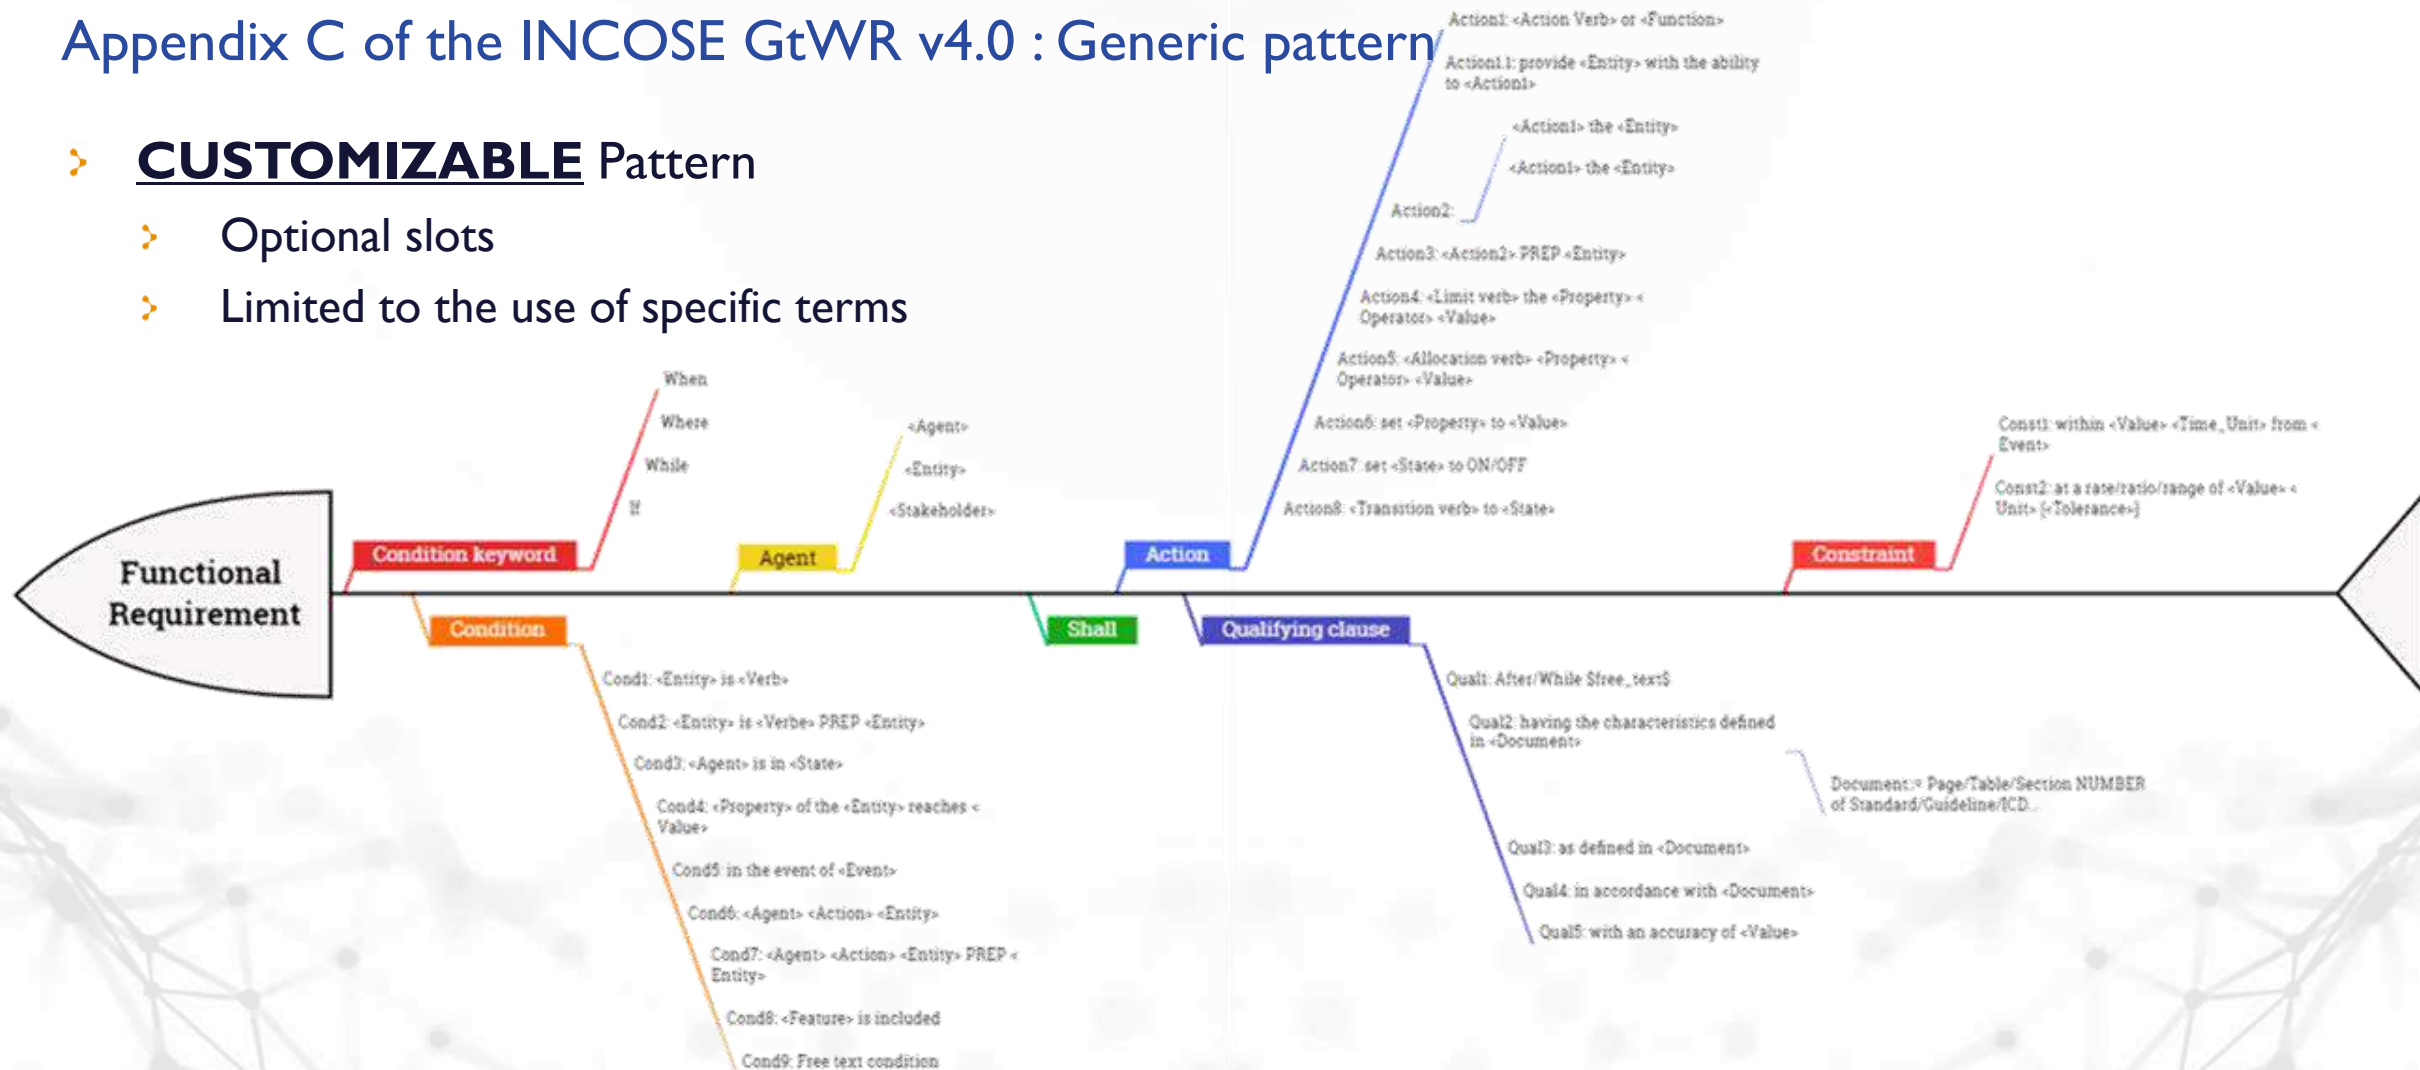 Appendix C of the INCOSE GtWR v4.0 : Generic pattern
CUSTOMIZABLE Pattern
Optional slots
Limited to the use of specific terms
Functional
Requirement
Condition keyword
When
Where
While
If
Condition
Cond1: <Entity> is <Verb>
Cond2: <Entity> is <Verbe> PREP <Entity>
Cond3: <Agent> is in <State>
Cond4: <Property> of the <Entity> reaches <
Value>
Cond5: in the event of <Event>
Cond6: <Agent> <Action> <Entity>
Cond7: <Agent> <Action> <Entity> PREP <
Entity>
Cond8: <Feature> is included
Cond9: Free text condition
Agent
<Agent>
<Entity>
<Stakeholder>
Shall
Action
Action1: <Action Verb> or <Function>
Action1.1: provide <Entity> with the ability
to <Action1>
Action2:
<Action1> the <Entity>
<Action1> the <Entity>
Action3: <Action2> PREP <Entity>
Action4: <Limit verb> the <Property> <
Operator> <Value>
Action5: <Allocation verb> <Property> <
Operator> <Value>
Action6: set <Property> to <Value>
Action7: set <State> to ON/OFF
Action8: <Transition verb> to <State>
Qualifying clause
Qual1: After/While $free_text$
Qual2: having the characteristics defined
in <Document>
Document:= Page/Table/Section NUMBER
of Standard/Guideline/ICD...
Qual3: as defined in <Document>
Qual4: in accordance with <Document>
Qual5: with an accuracy of <Value>
Constraint
Const1: within <Value> <Time_Unit> from <
Event>
Const2: at a rate/ratio/range of <Value> <
Unit> [<Tolerance>]